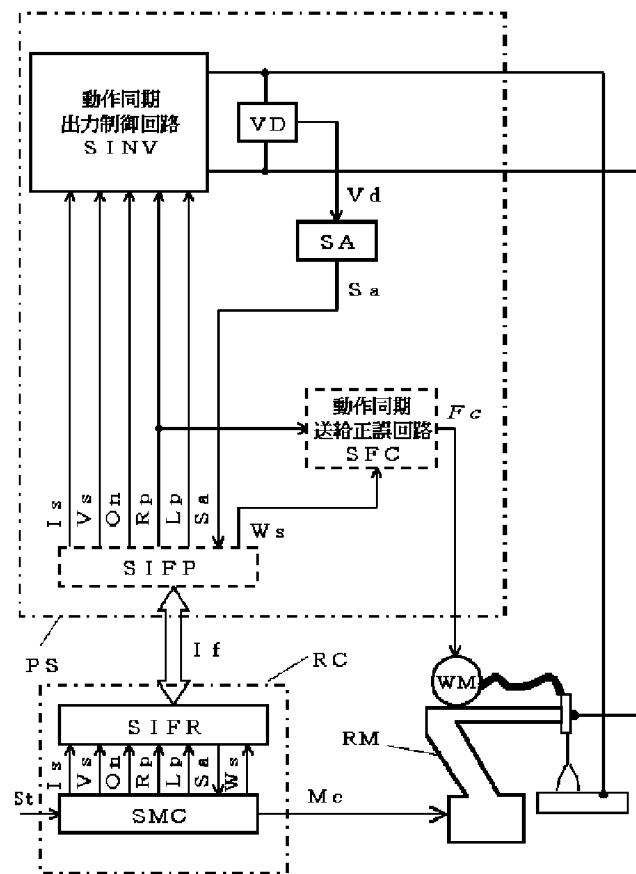 動作同期
出力制御回路
SINV
VD
Vd
SA
Sa
動作同期
送給正誤回路
SFC
Fc
Is
Vs
On
Rp
Lp
Sa
Ws
SIFP
PS
If
RC
SIFR
WM
RM
Is
Vs
On
Rp
Lp
Sa
Ws
St
SMC
Mc